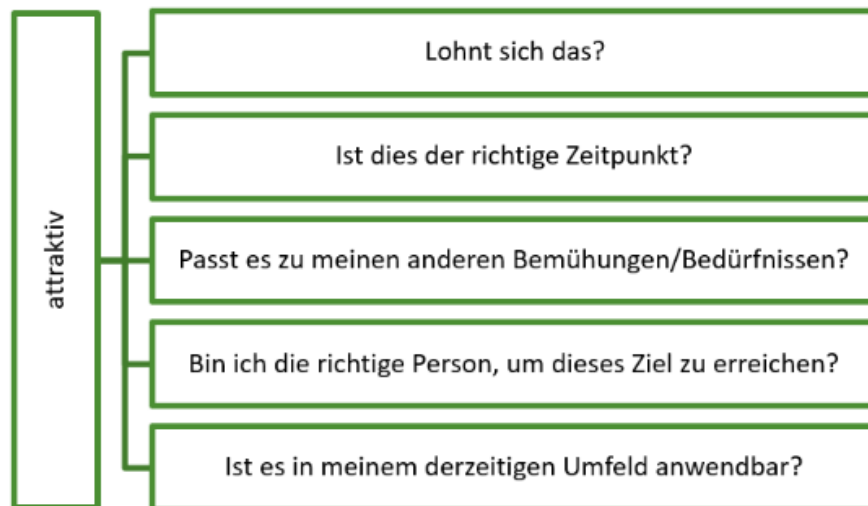 attraktiv
Lohnt sich das?
Ist dies der richtige Zeitpunkt?
Passt es zu meinen anderen Bemühungen/Bedürfnissen?
Bin ich die richtige Person, um dieses Ziel zu erreichen?
Ist es in meinem derzeitigen Umfeld anwendbar?